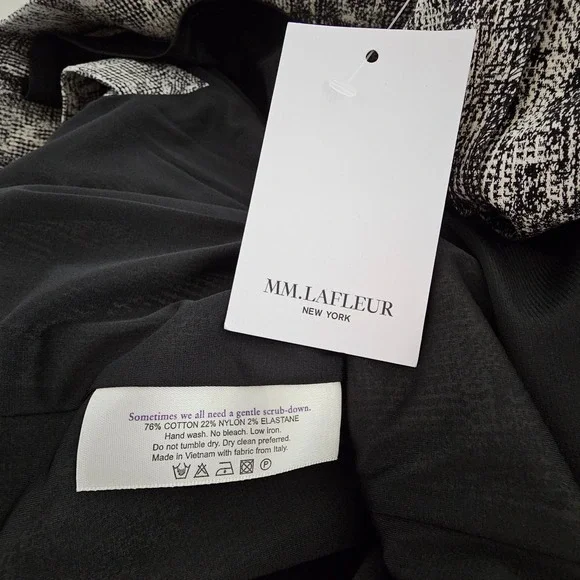 MM.LAFLEUR
NEW YORK
Sometimes we all need a gentle scrub-down.
76% COTTON 22% NYLON 2% ELASTANE
Hand wash. No bleach. Low iron.
Do not tumble dry. Dry clean preferred.
Made in Vietnam with fabric from Italy.